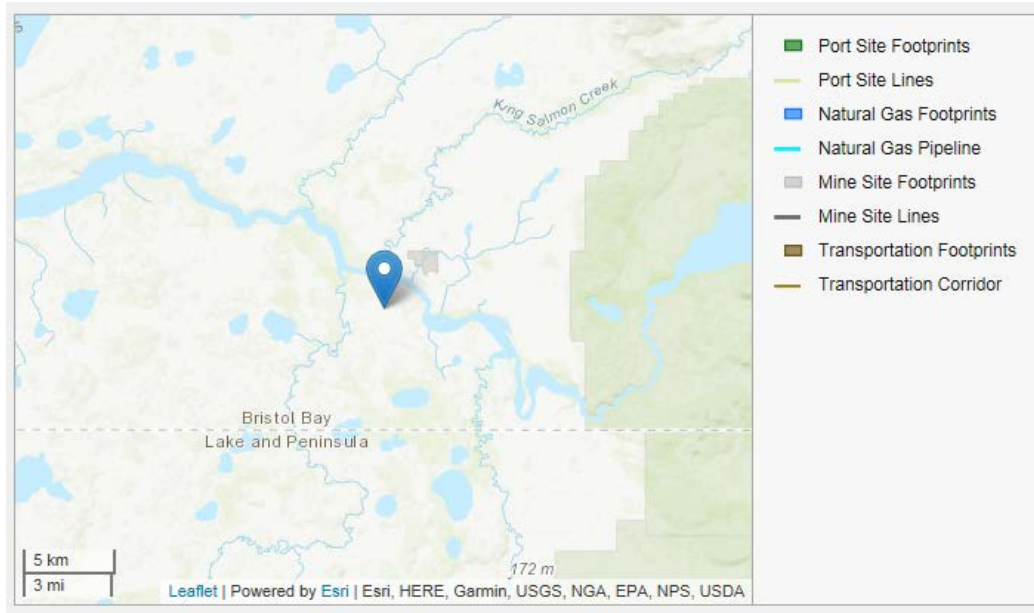 King Salmon Creek
Bristol Bay
Lake and Peninsula
172 m
5 km
3 mi
Leaflet | Powered by Esri | Esri, HERE, Garmin, USGS, NGA, EPA, NPS, USDA
Port Site Footprints
Port Site Lines
Natural Gas Footprints
Natural Gas Pipeline
Mine Site Footprints
Mine Site Lines
Transportation Footprints
Transportation Corridor